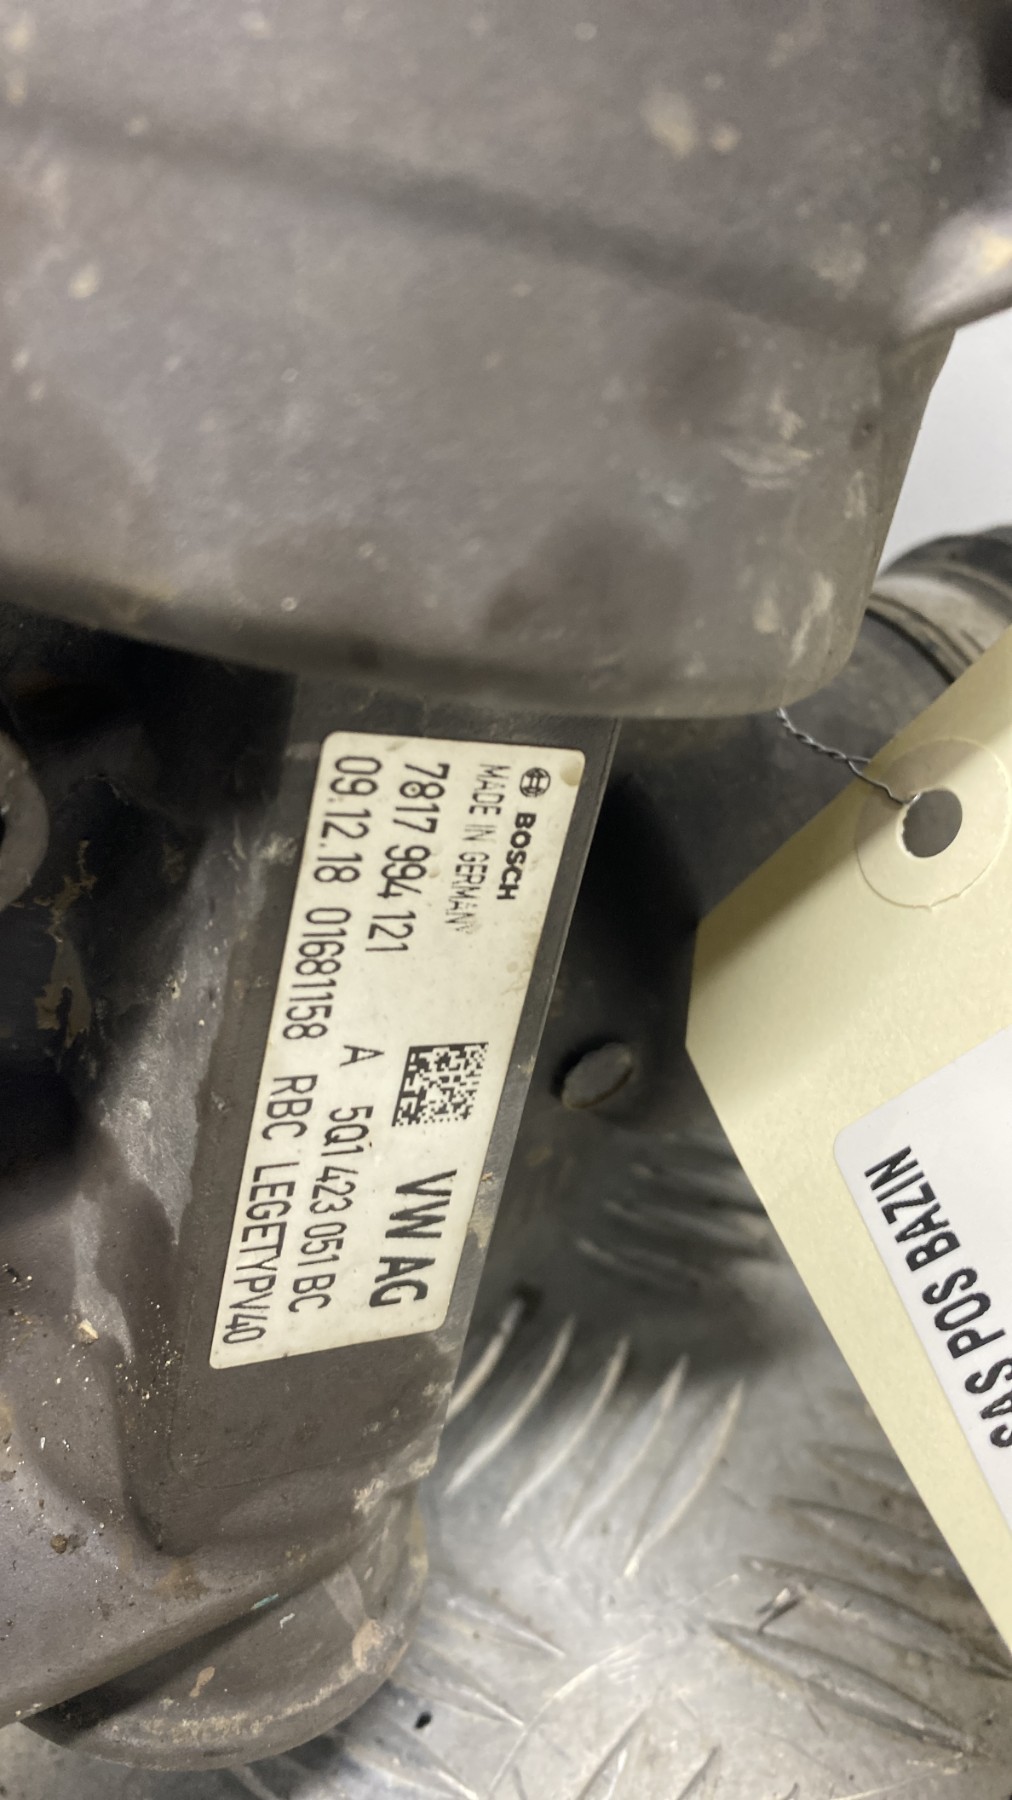 BOSCH
MADE IN GERMANY
7817 994 121
VW AG
A 5Q1 423 051 BC
09.12.18 01681158 RBC LEGETYPV40
SAS POS BAZIN